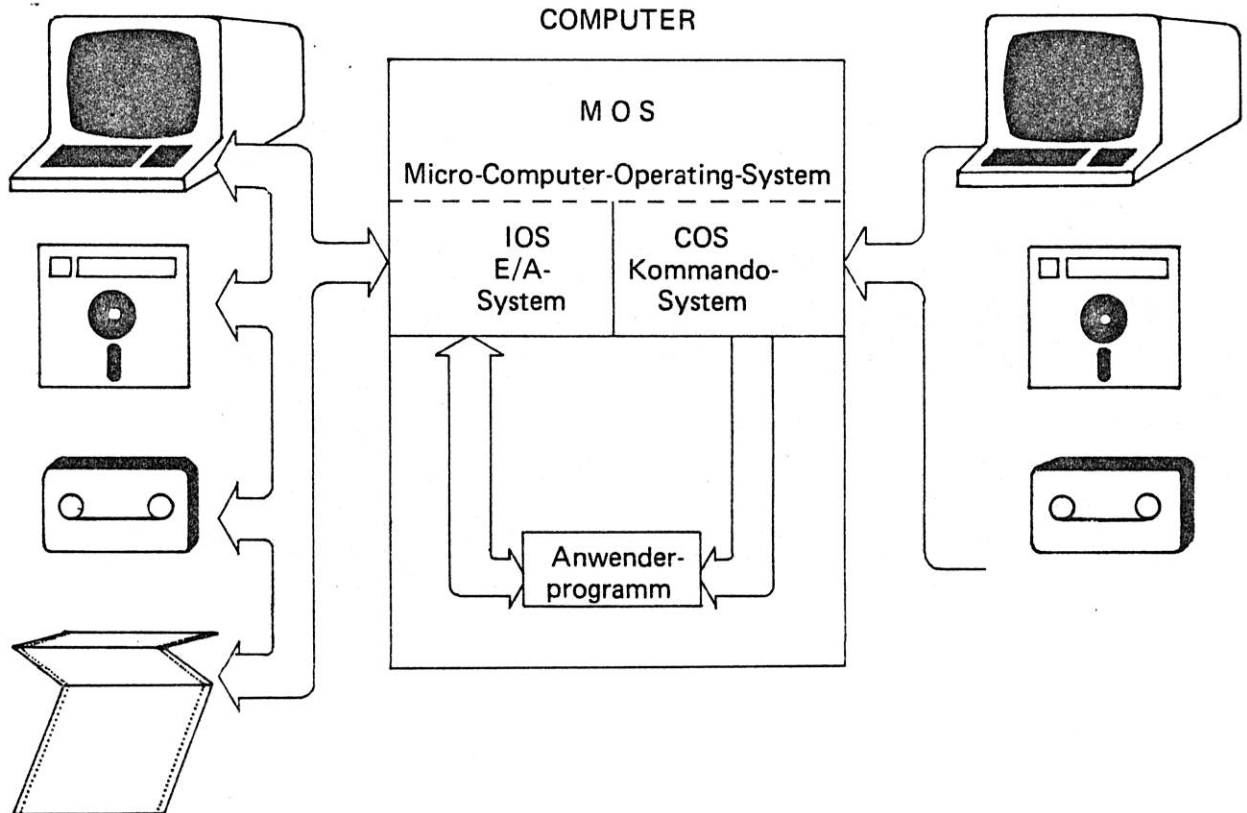 COMPUTER
M O S
Micro-Computer-Operating-System
IOS
E/A-
System
COS
Kommando-
System
Anwender-
programm